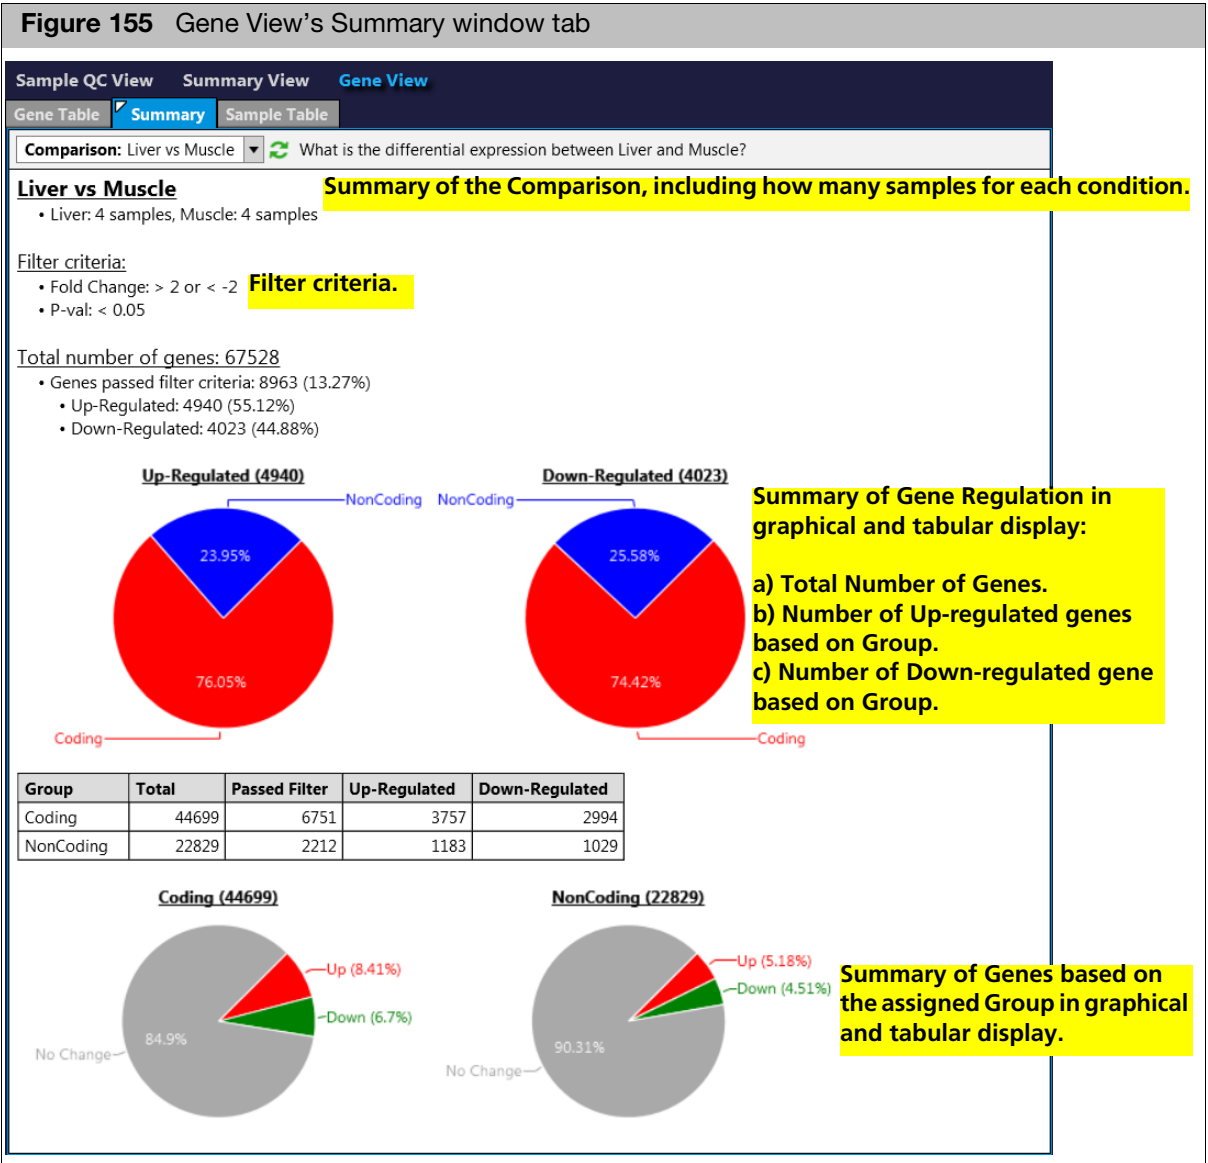 Figure 155 Gene View's Summary window tab
Sample QC View Summary View Gene View
Gene Table Summary Sample Table
Comparison: Liver vs Muscle What is the differential expression between Liver and Muscle?
Liver vs Muscle
Summary of the Comparison, including how many samples for each condition.
• Liver: 4 samples, Muscle: 4 samples
Filter criteria:
• Fold Change: > 2 or < -2
Filter criteria.
• P-val: < 0.05
Total number of genes: 67528
• Genes passed filter criteria: 8963 (13.27%)
• Up-Regulated: 4940 (55.12%)
• Down-Regulated: 4023 (44.88%)
Up-Regulated (4940)
NonCoding
23.95%
76.05%
Coding
Down-Regulated (4023)
NonCoding
25.58%
74.42%
Coding
Summary of Gene Regulation in
graphical and tabular display:
a) Total Number of Genes.
b) Number of Up-regulated genes
based on Group.
c) Number of Down-regulated gene
based on Group.
Group Total Passed Filter Up-Regulated Down-Regulated
Coding 44699 6751 3757 2994
NonCoding 22829 2212 1183 1029
Coding (44699)
Up (8.41%)
Down (6.7%)
84.9%
No Change
NonCoding (22829)
Up (5.18%)
Down (4.51%)
90.31%
No Change
Summary of Genes based on
the assigned Group in graphical
and tabular display.